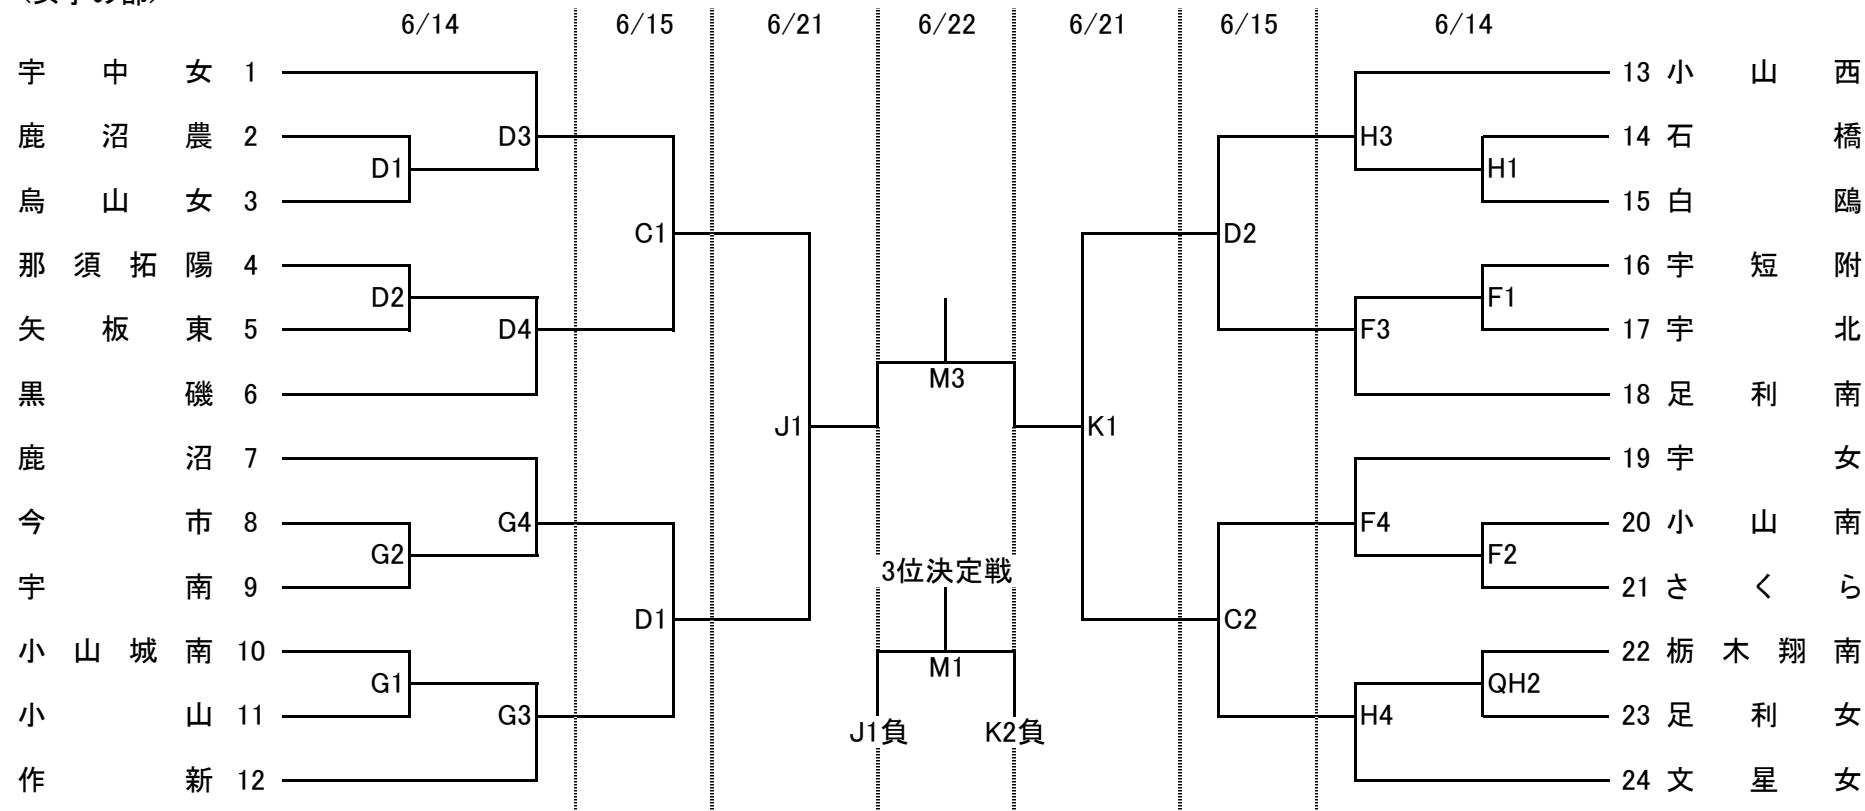 6/14 6/15 6/21 6/22 6/21 6/15 6/14
宇中女 1 13 小山西
鹿沼農 2 D3 H3 14 石橋
D1 H1
烏山女 3 15 白鴎
C1 D2
那須拓陽 4 16 宇短附
D2 F1
矢板東 5 D4 F3 17 宇北
M3
黒磯 6 18 足利南
J1 K1
鹿沼 7 19 宇女
今市 8 G4 F4 20 小山南
G2 F2
3位決定戦
宇南 9 21 さくら
D1 C2
小山城南 10 22 栃木翔南
M1
G1 QH2
小山 11 G3 H4 23 足利女
J1負 K2負
作新 12 24 文星女